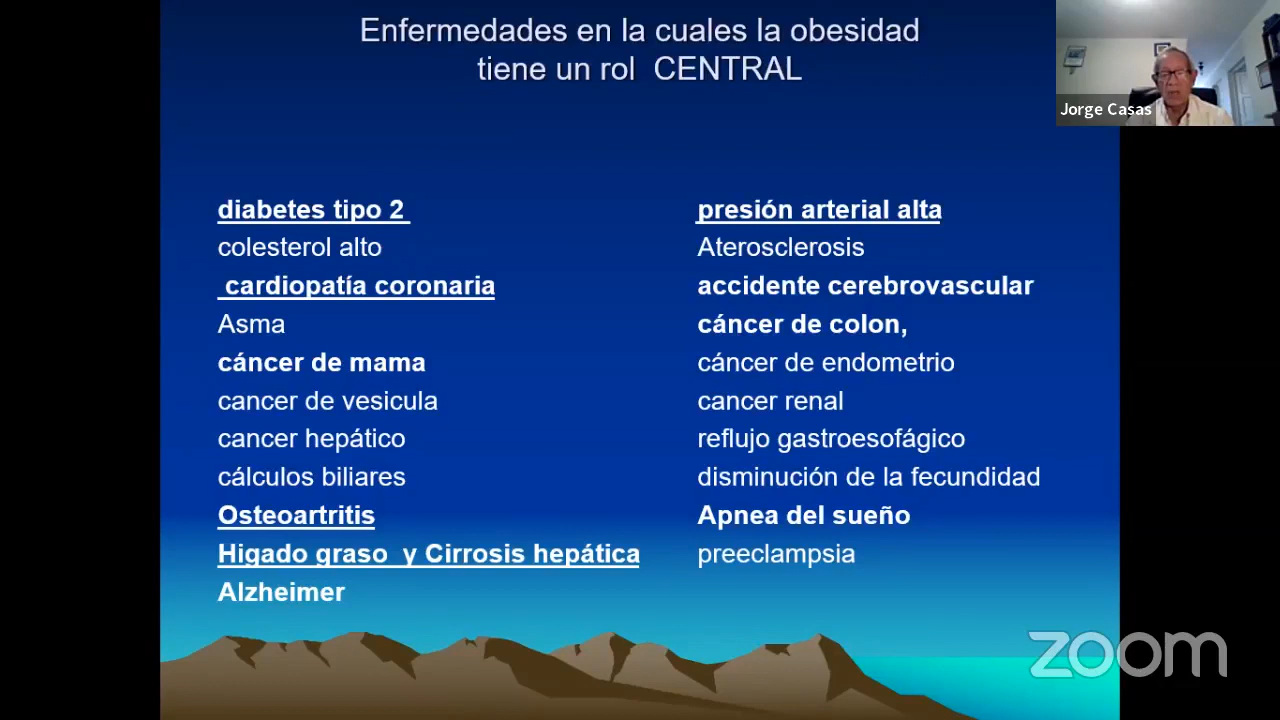 Enfermedades en la cuales la obesidad
tiene un rol CENTRAL
Jorge Casas
diabetes tipo 2
colesterol alto
cardiopatía coronaria
Asma
cáncer de mama
cancer de vesicula
cancer hepático
cálculos biliares
Osteoartritis
Higado graso y Cirrosis hepática
Alzheimer
presión arterial alta
Aterosclerosis
accidente cerebrovascular
cáncer de colon,
cáncer de endometrio
cancer renal
reflujo gastroesofágico
disminución de la fecundidad
Apnea del sueño
preeclampsia
zoom